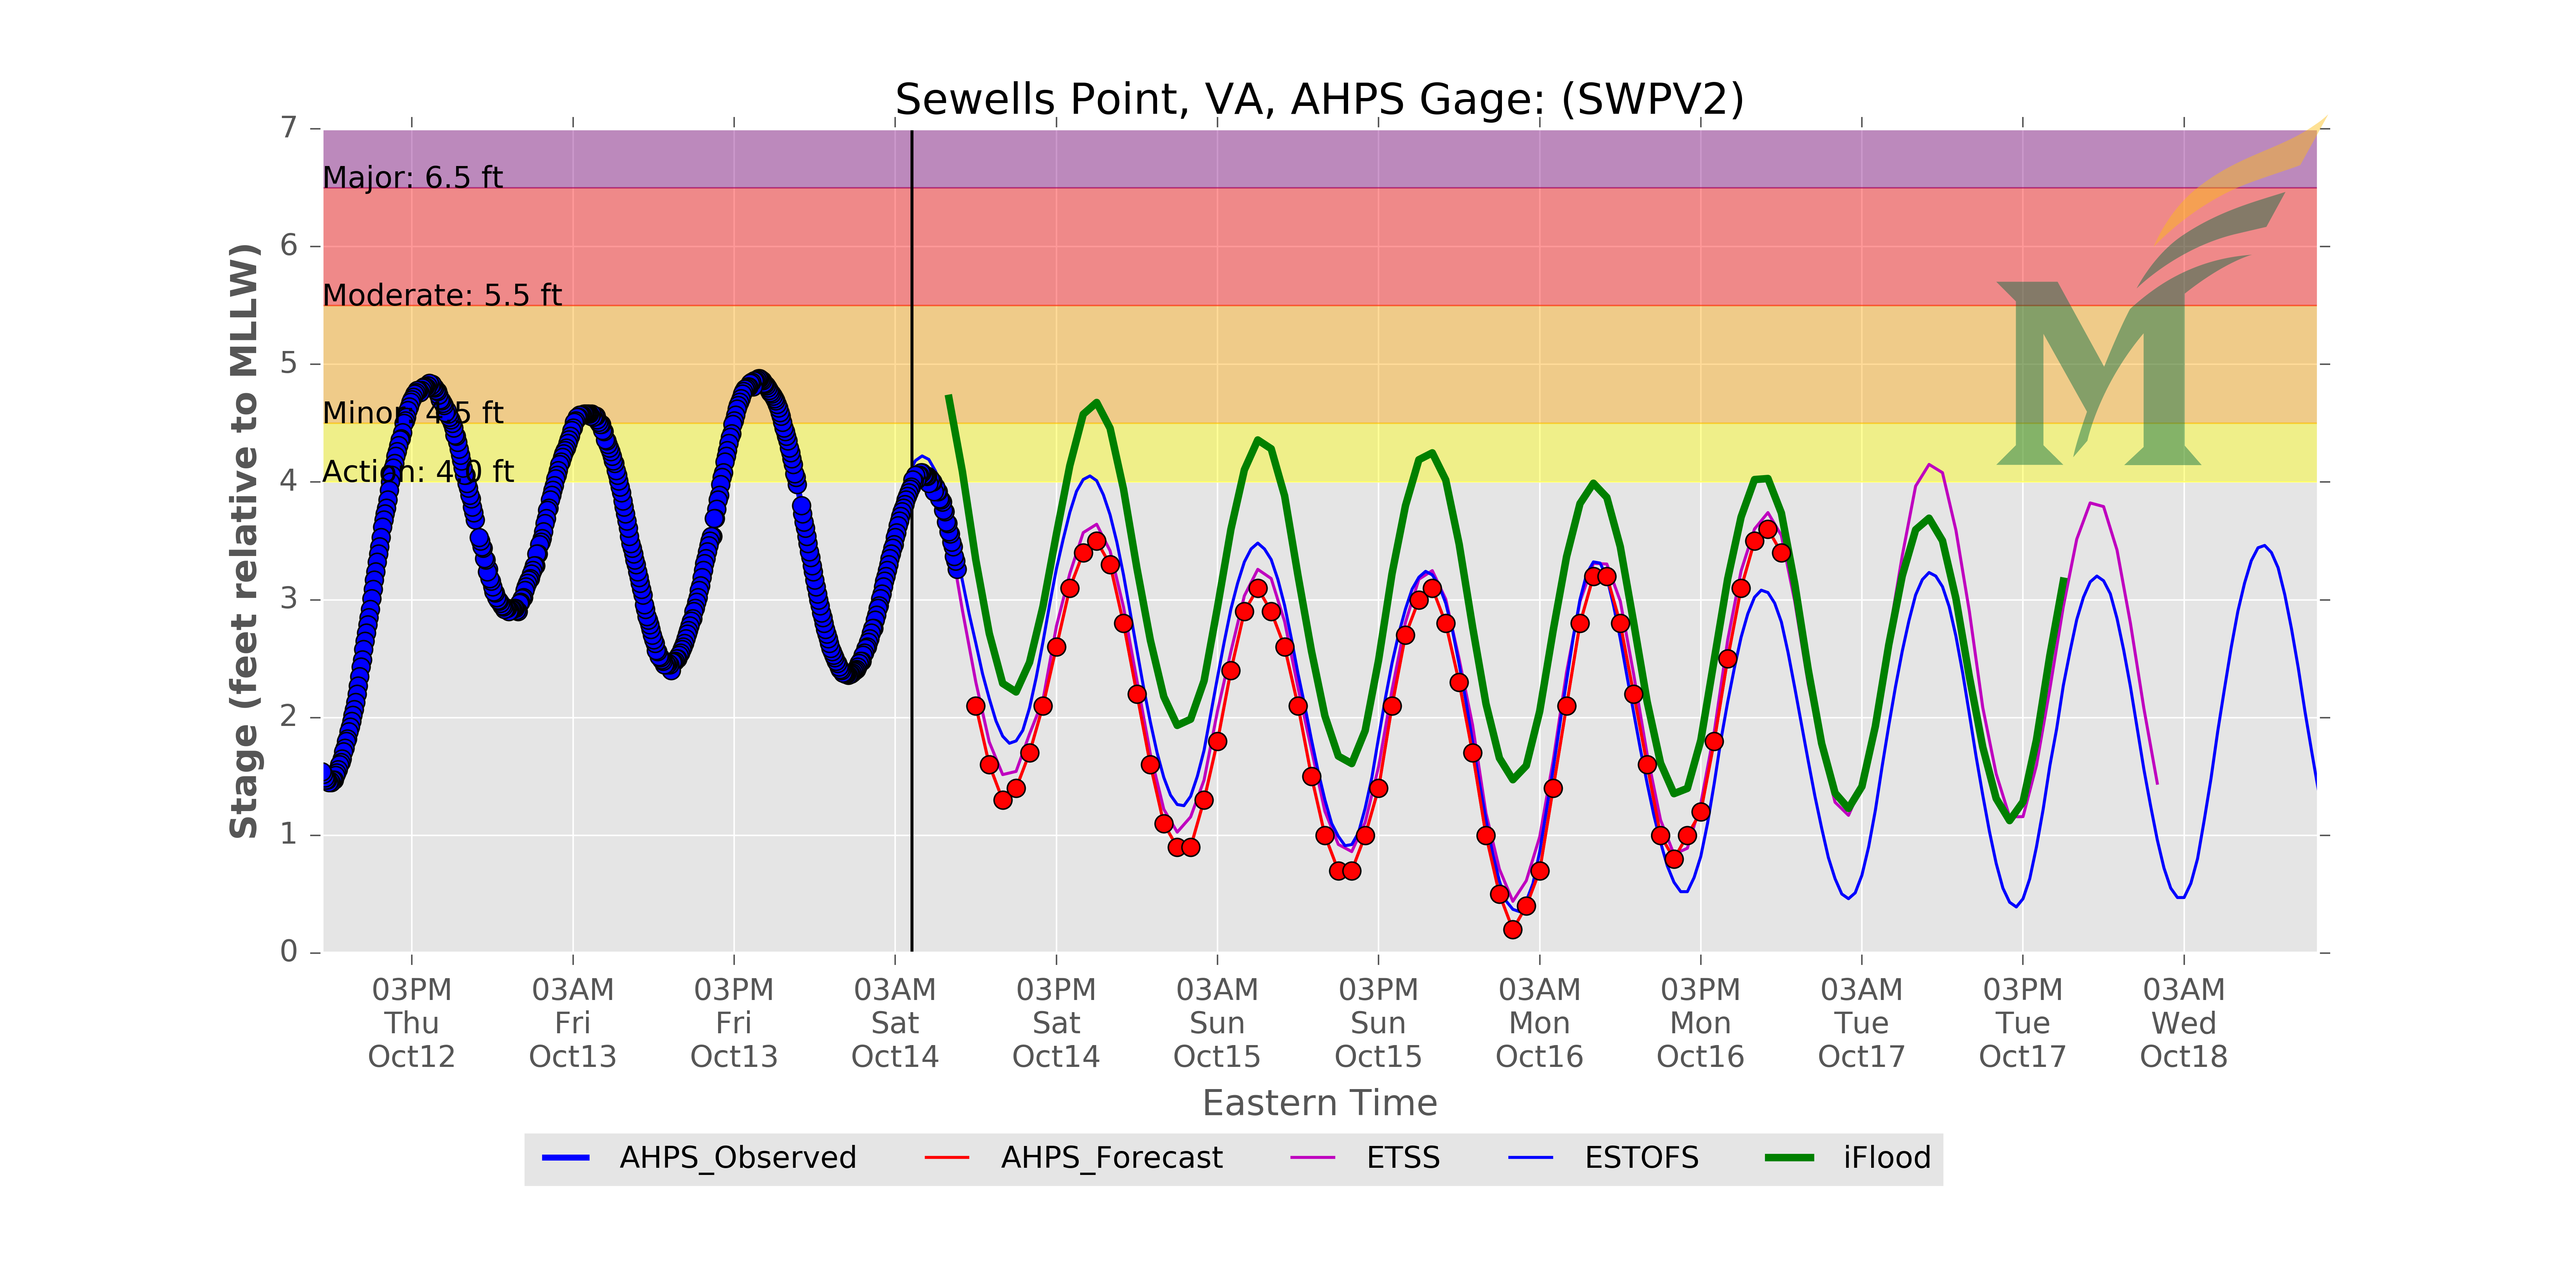 Sewells Point, VA, AHPS Gage: (SWPV2)
Stage (feet relative to MLLW)
7
6
5
4
3
2
1
0
Major: 6.5 ft
Moderate: 5.5 ft
Minor: 4.5 ft
Action: 4.0 ft
M
03PM 03AM 03PM 03AM 03PM 03AM 03PM 03AM 03PM 03AM 03PM 03AM
Thu Fri Fri Sat Sat Sun Sun Mon Mon Tue Tue Wed
Oct12 Oct13 Oct13 Oct14 Oct14 Oct15 Oct15 Oct16 Oct16 Oct17 Oct17 Oct18
Eastern Time
AHPS_Observed AHPS_Forecast ETSS ESTOFS iFlood